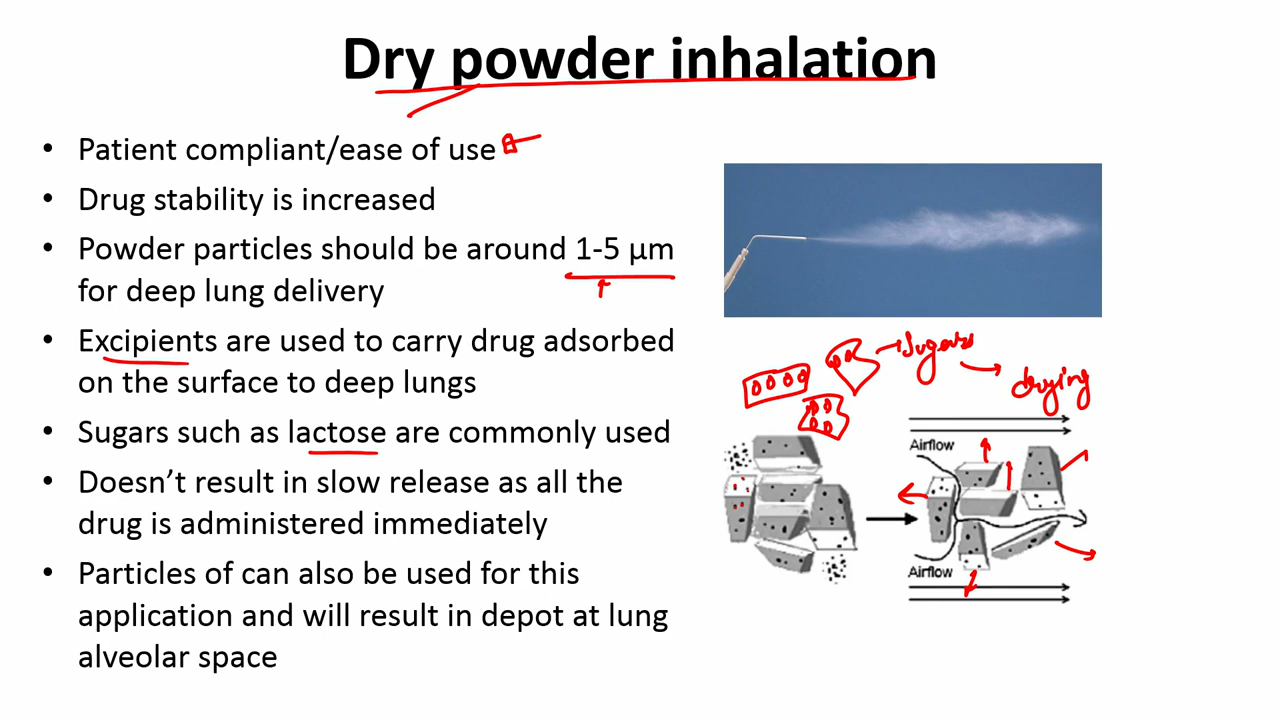 Dry powder inhalation
• Patient compliant/ease of use
• Drug stability is increased
• Powder particles should be around 1-5 µm
for deep lung delivery
• Excipients are used to carry drug adsorbed
on the surface to deep lungs
• Sugars such as lactose are commonly used
• Doesn’t result in slow release as all the
drug is administered immediately
• Particles of can also be used for this
application and will result in depot at lung
alveolar space
Sugars
drying
Airflow
Airflow